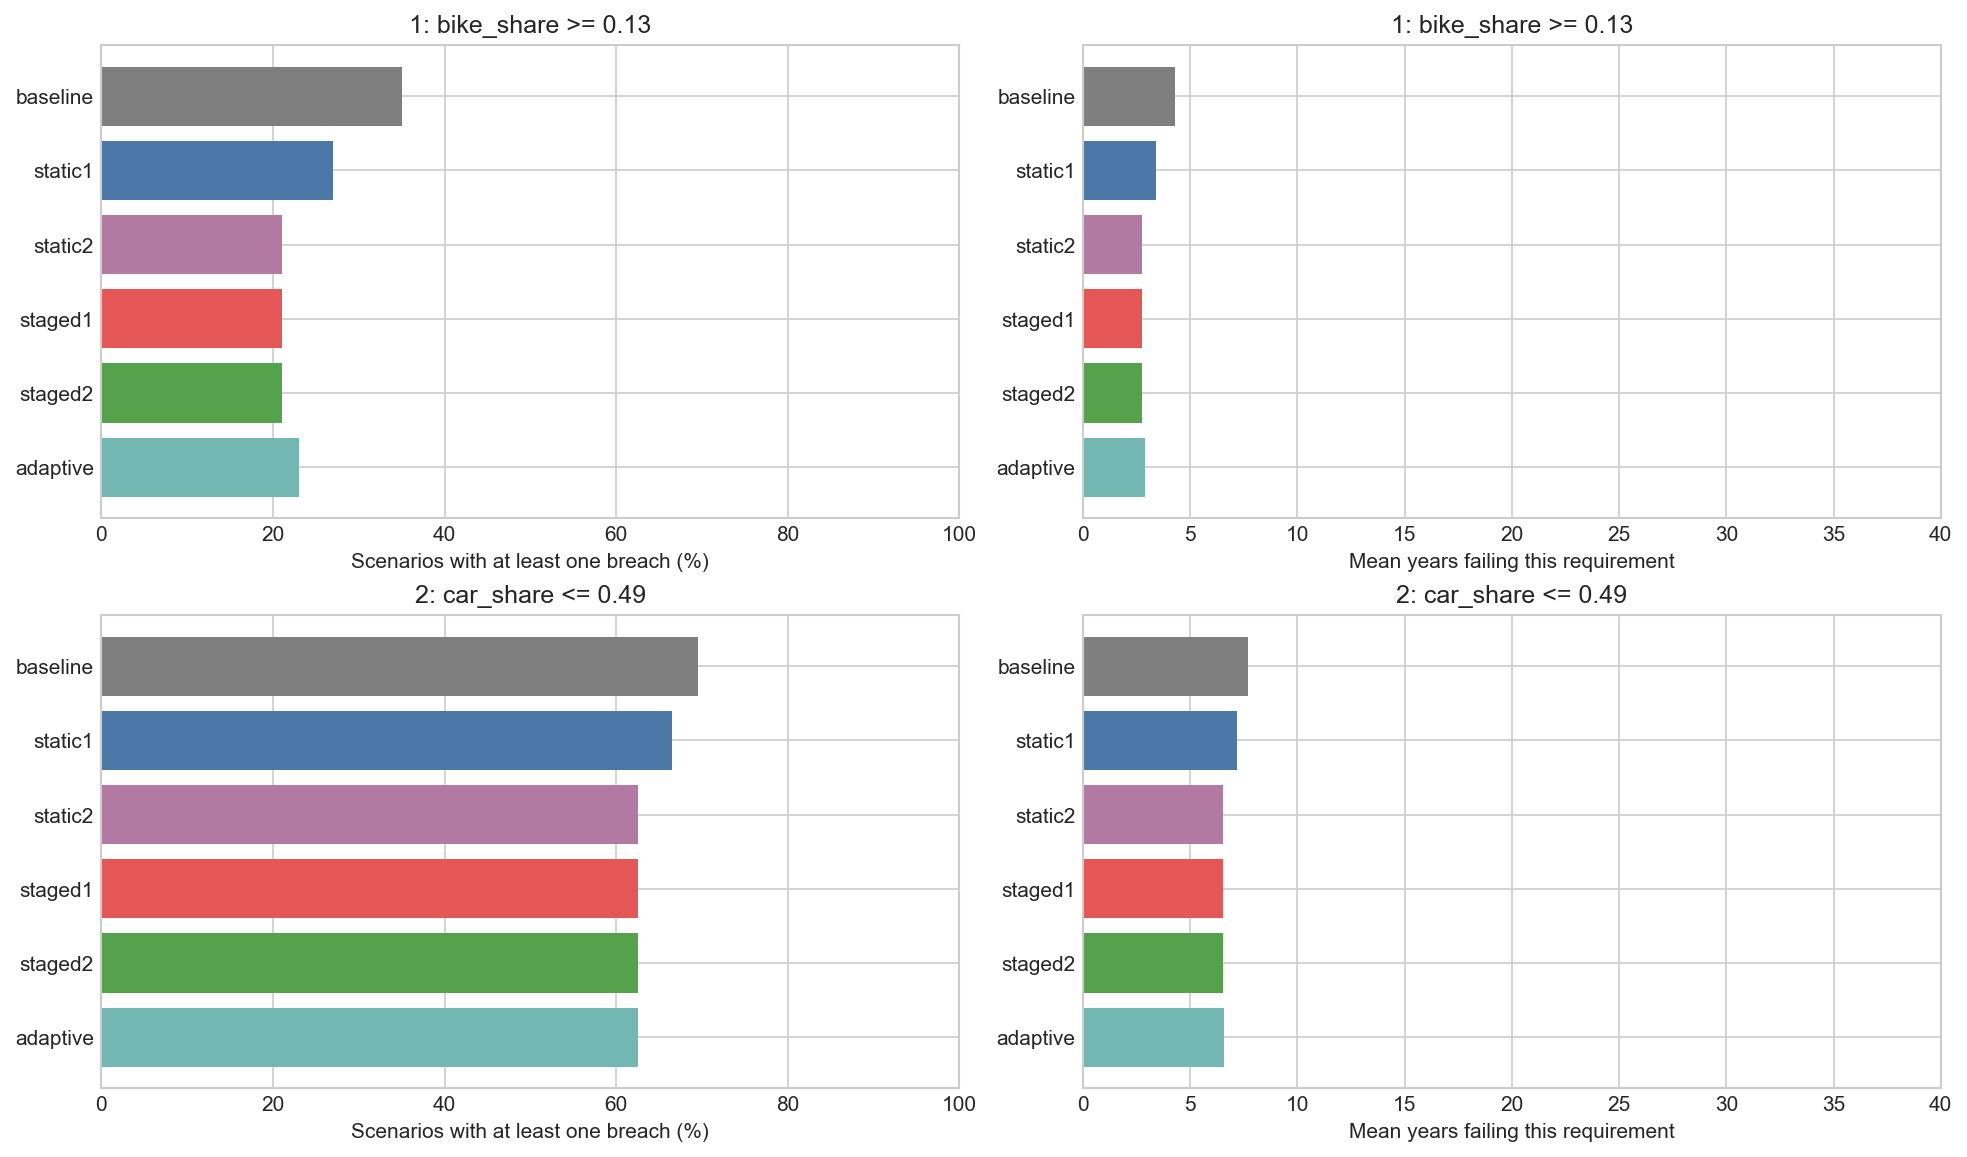 1: bike_share >= 0.13
baseline
static1
static2
staged1
staged2
adaptive
0 20 40 60 80 100
Scenarios with at least one breach (%)
1: bike_share >= 0.13
baseline
static1
static2
staged1
staged2
adaptive
0 5 10 15 20 25 30 35 40
Mean years failing this requirement
2: car_share <= 0.49
baseline
static1
static2
staged1
staged2
adaptive
0 20 40 60 80 100
Scenarios with at least one breach (%)
2: car_share <= 0.49
baseline
static1
static2
staged1
staged2
adaptive
0 5 10 15 20 25 30 35 40
Mean years failing this requirement